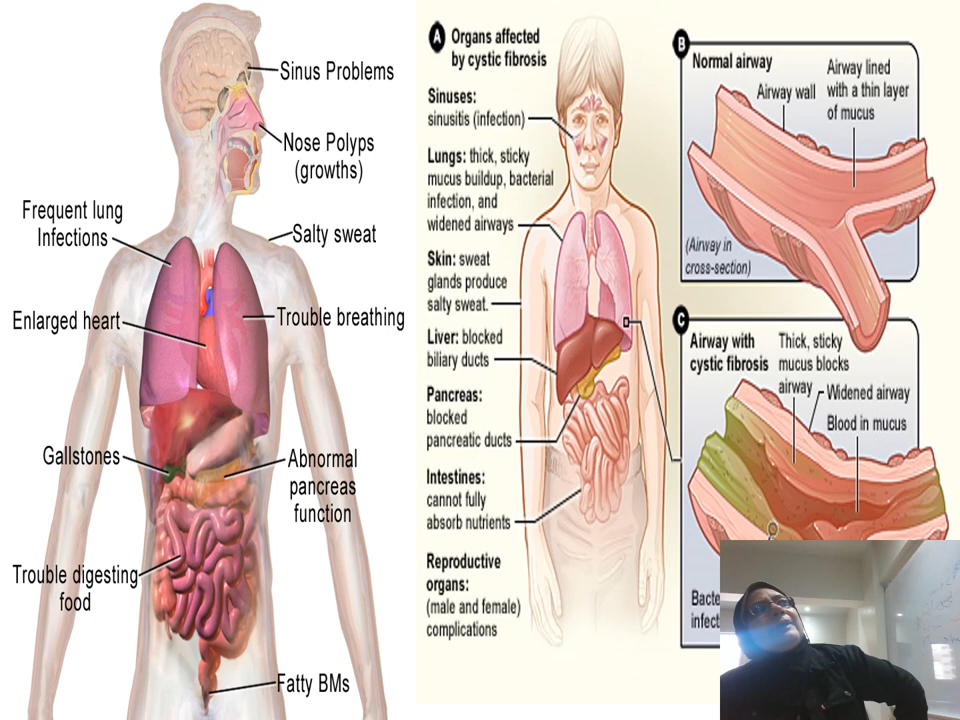 Sinus Problems
Nose Polyps
(growths)
Frequent lung
Infections
Salty sweat
Enlarged heart
Trouble breathing
Gallstones
Abnormal
pancreas
function
Trouble digesting
food
Fatty BMs
A Organs affected
by cystic fibrosis
Sinuses:
sinusitis (infection)
Lungs: thick, sticky
mucus buildup, bacterial
infection, and
widened airways
Skin: sweat
glands produce
salty sweat.
Liver: blocked
biliary ducts
Pancreas:
blocked
pancreatic ducts
Intestines:
cannot fully
absorb nutrients
Reproductive
organs:
(male and female)
complications
B
Normal airway
Airway wall
Airway lined
with a thin layer
of mucus
(Airway in
cross-section)
C
Airway with
cystic fibrosis
Thick, sticky
mucus blocks
airway
Widened airway
Blood in mucus